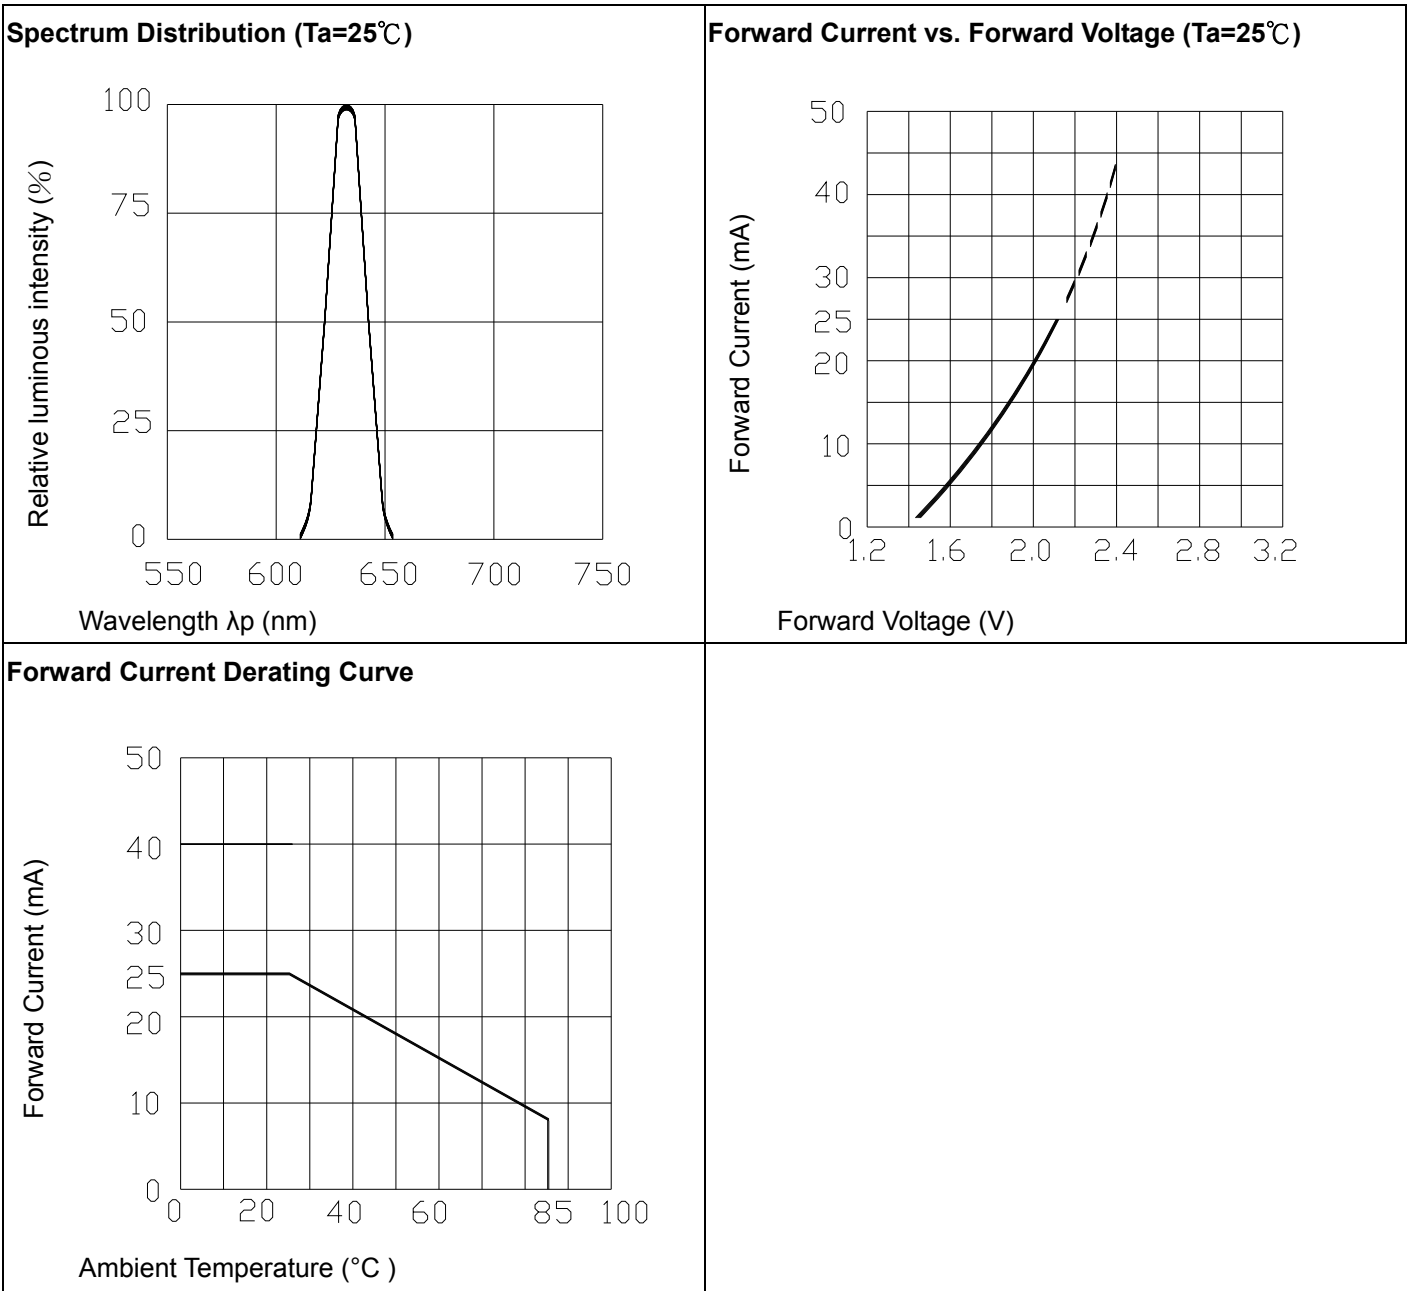 Spectrum Distribution (Ta=25℃)
Forward Current vs. Forward Voltage (Ta=25℃)
Relative luminous intensity (%)
100
75
50
25
0
550 600 650 700 750
Wavelength λp (nm)
Forward Current (mA)
50
40
30
25
20
10
0
1.2 1.6 2.0 2.4 2.8 3.2
Forward Voltage (V)
Forward Current Derating Curve
Forward Current (mA)
50
40
30
25
20
10
0
0 20 40 60 85 100
Ambient Temperature (°C )